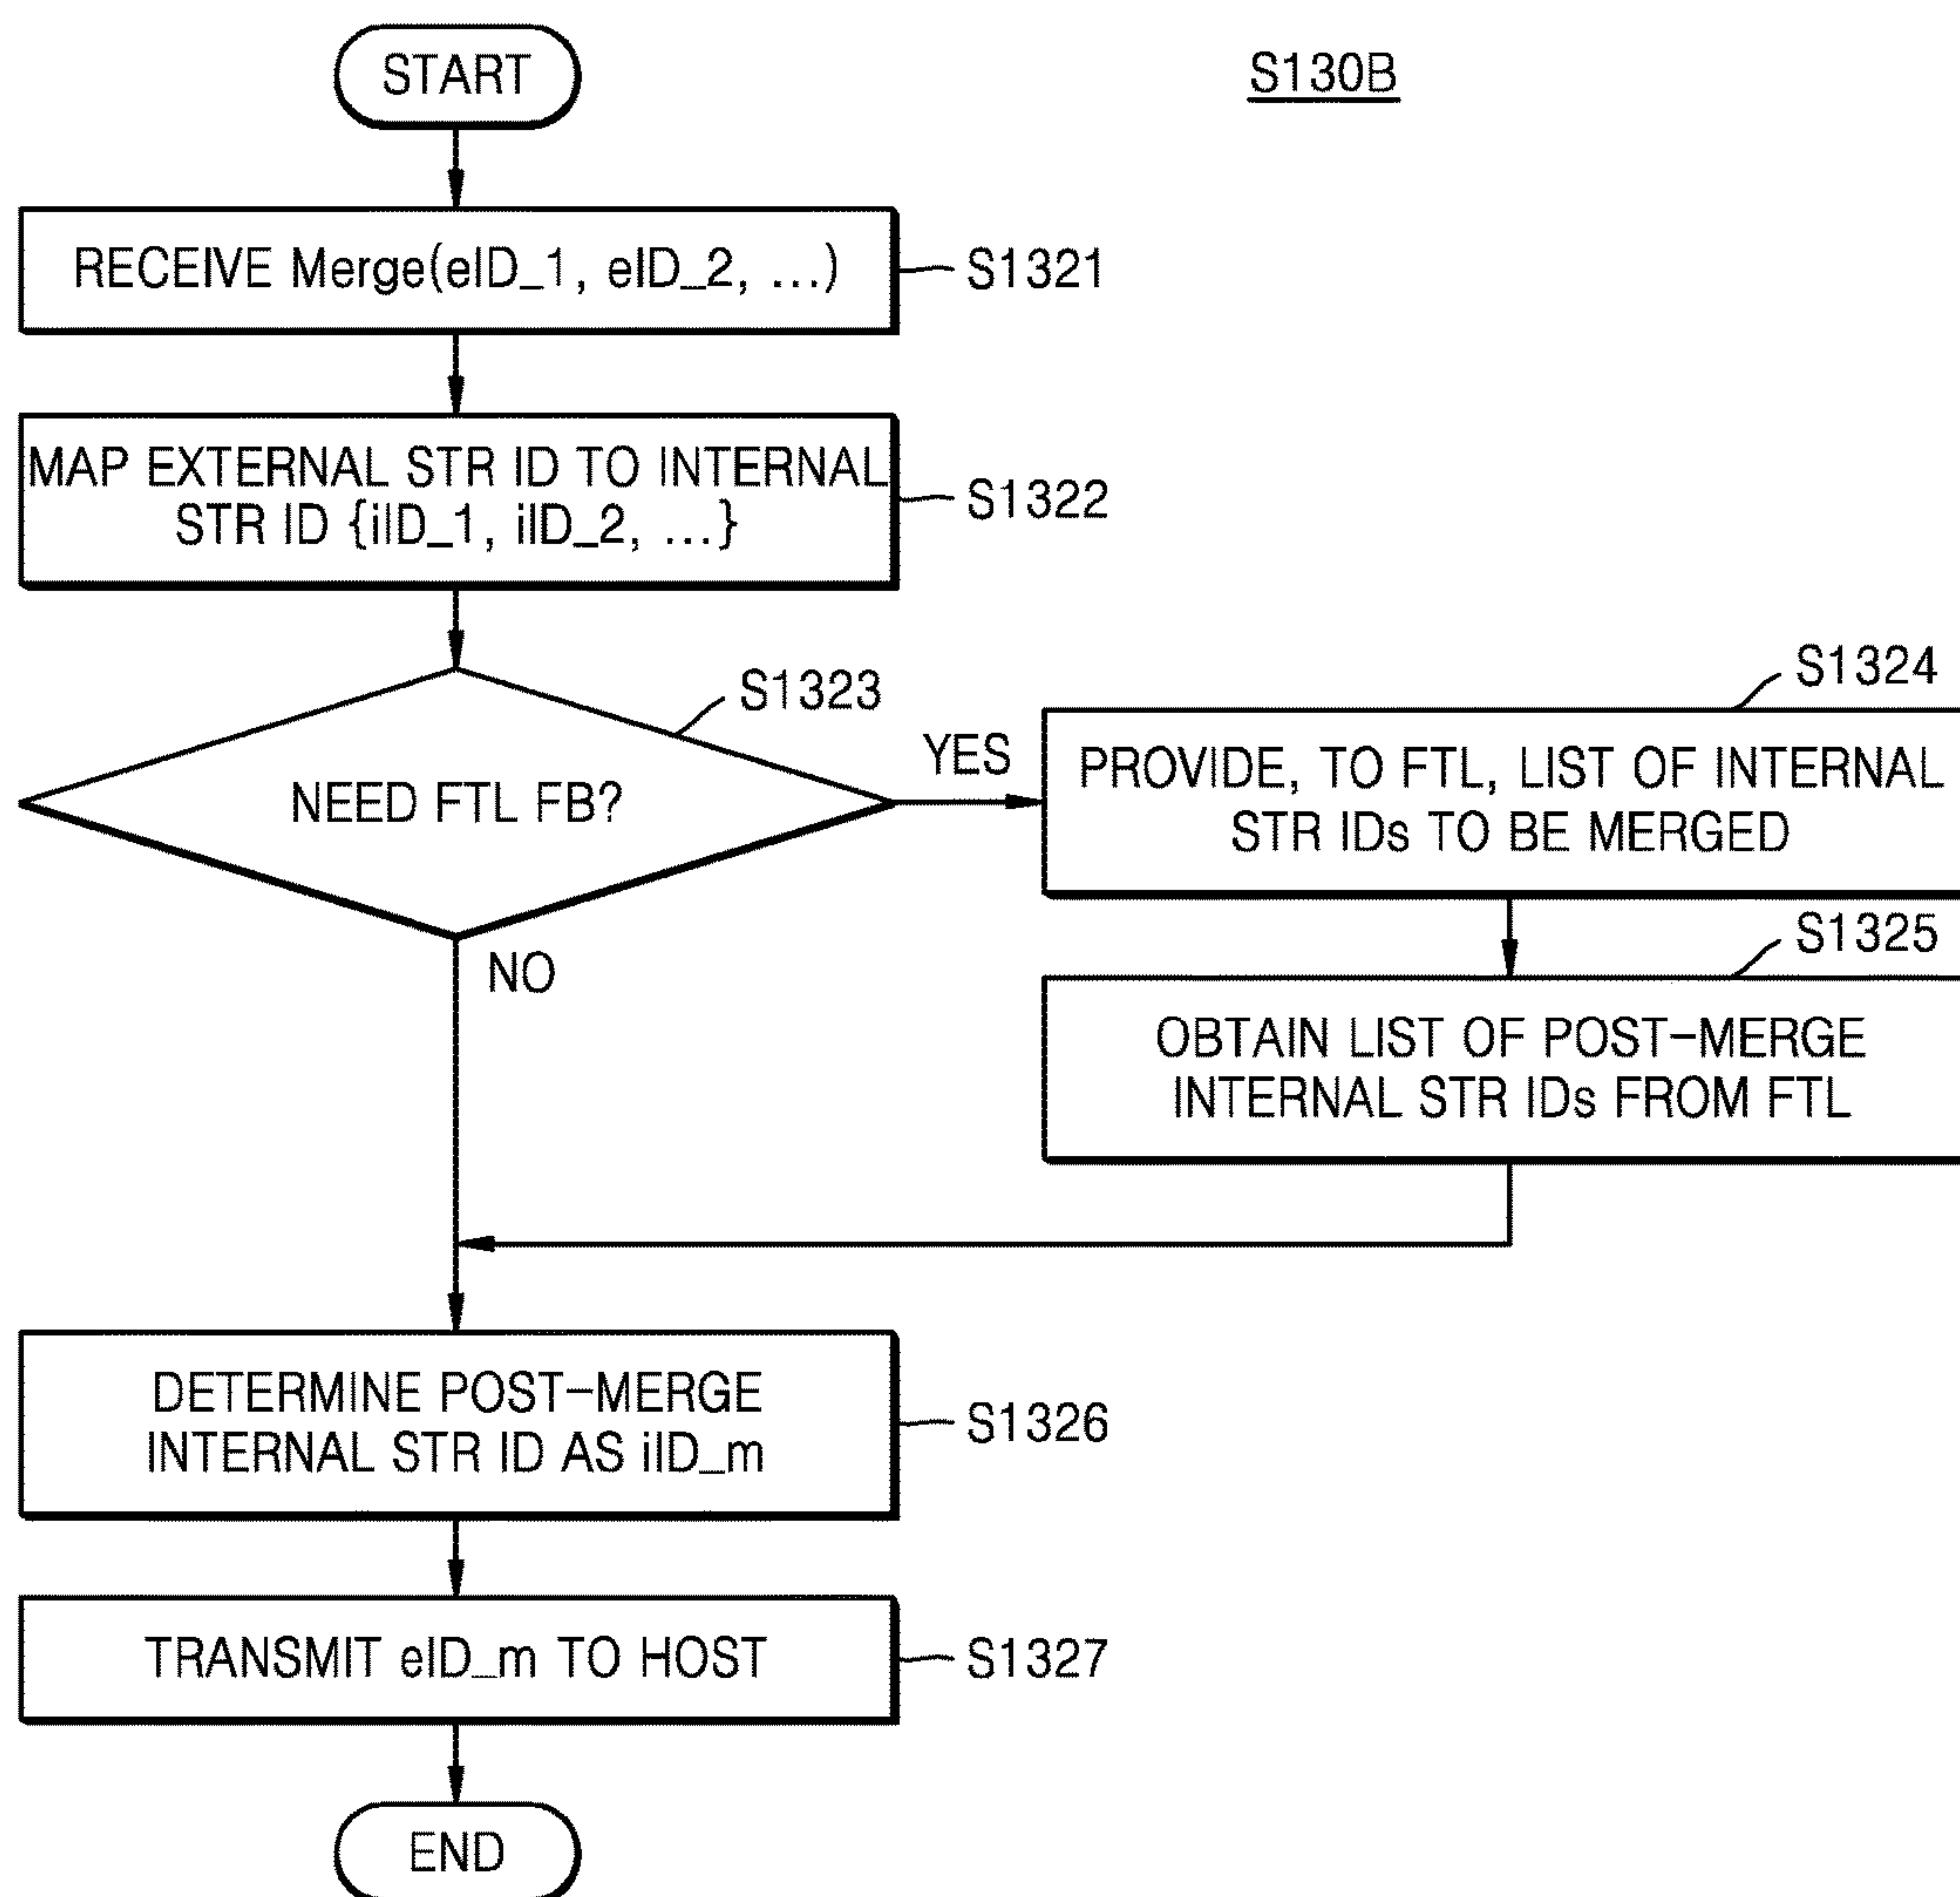 START
S130B
RECEIVE Merge(eID_1, eID_2, ...)
S1321
MAP EXTERNAL STR ID TO INTERNAL
STR ID {iID_1, iID_2, ...}
S1322
NEED FTL FB?
S1323
YES
NO
PROVIDE, TO FTL, LIST OF INTERNAL
STR IDs TO BE MERGED
S1324
OBTAIN LIST OF POST-MERGE
INTERNAL STR IDs FROM FTL
S1325
DETERMINE POST-MERGE
INTERNAL STR ID AS iID_m
S1326
TRANSMIT eID_m TO HOST
S1327
END